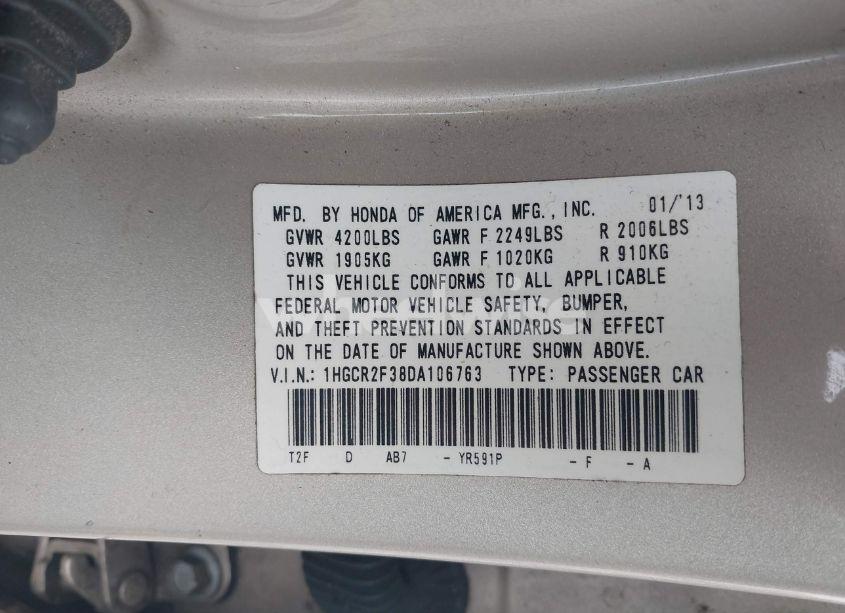 MFD. BY HONDA OF AMERICA MFG., INC. 01/'13
GVWR 4200LBS GAWR F 2249LBS R 2006LBS
GVWR 1905KG GAWR F 1020KG R 910KG
THIS VEHICLE CONFORMS TO ALL APPLICABLE
FEDERAL MOTOR VEHICLE SAFETY, BUMPER,
AND THEFT PREVENTION STANDARDS IN EFFECT
ON THE DATE OF MANUFACTURE SHOWN ABOVE.
V.I.N.: 1HGCR2F38DA106763 TYPE: PASSENGER CAR
T2F D AB7 - YR591P - F - A